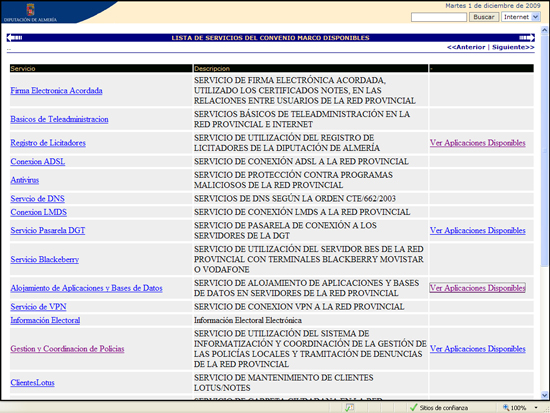 Martes 1 de diciembre de 2009
DIPUTACIÓN DE ALMERÍA
Buscar Internet
LISTA DE SERVICIOS DEL CONVENIO MARCO DISPONIBLES
<<Anterior | Siguiente>>
Servicio Descripcion -
Firma Electronica Acordada
SERVICIO DE FIRMA ELECTRÓNICA ACORDADA,
UTILIZADO LOS CERTIFICADOS NOTES, EN LAS
RELACIONES ENTRE USUARIOS DE LA RED PROVINCIAL
Basicos de Teleadministracion
SERVICIOS BÁSICOS DE TELEADMINISTRACIÓN EN LA
RED PROVINCIAL E INTERNET
Registro de Licitadores
SERVICIO DE UTILIZACIÓN DEL REGISTRO DE
LICITADORES DE LA DIPUTACIÓN DE ALMERÍA
Ver Aplicaciones Disponibles
Conexion ADSL SERVICIO DE CONEXIÓN ADSL A LA RED PROVINCIAL
Antivirus
SERVICIO DE PROTECCIÓN CONTRA PROGRAMAS
MALICIOSOS DE LA RED PROVINCIAL
Servcio de DNS SERVICIOS DE DNS SEGÚN LA ORDEN CTE/662/2003
Conexion LMDS SERVICIO DE CONEXIÓN LMDS A LA RED PROVINCIAL
Servicio Pasarela DGT
SERVICIO DE PASARELA DE CONEXIÓN A LOS
SERVIDORES DE LA DGT
Ver Aplicaciones Disponibles
Servicio Blackeberry
SERVICIO DE UTILIZACIÓN DEL SERVIDOR BES DE LA RED
PROVINCIAL CON TERMINALES BLACKBERRY MOVISTAR
O VODAFONE
Alojamiento de Aplicaciones y Bases de Datos
SERVICIO DE ALOJAMIENTO DE APLICACIONES Y BASES
DE DATOS EN SERVIDORES DE LA RED PROVINCIAL
Ver Aplicaciones Disponibles
Servicio de VPN SERVICIO DE CONEXION VPN A LA RED PROVINCIAL
Información Electoral Información Electoral Electrónica
Gestion y Coordinacion de Policias
SERVICIO DE UTILIZACIÓN DEL SISTEMA DE
INFORMATIZACIÓN Y COORDINACIÓN DE LA GESTIÓN DE
LAS POLICÍAS LOCALES Y TRAMITACIÓN DE DENUNCIAS
DE LA RED PROVINCIAL
Ver Aplicaciones Disponibles
ClientesLotus
SERVICIO DE MANTENIMIENTO DE CLIENTES
LOTUS/NOTES
SERVICIO DE CARPETA CIUDADANA EN LA RED
Sitios de confianza 100%